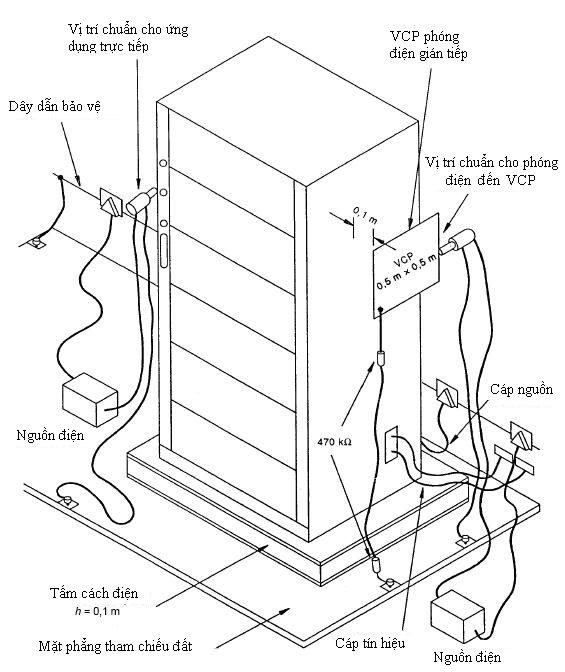 Vị trí chuẩn cho ứng
dụng trực tiếp
VCP phóng
điện gián tiếp
Dây dẫn bảo vệ
Vị trí chuẩn cho phóng
điện đến VCP
0,1 m
VCP
0,5 m × 0,5 m
Cáp nguồn
Nguồn điện
470 kΩ
Tấm cách điện
h = 0,1 m
Mặt phẳng tham chiếu đất
Cáp tín hiệu
Nguồn điện